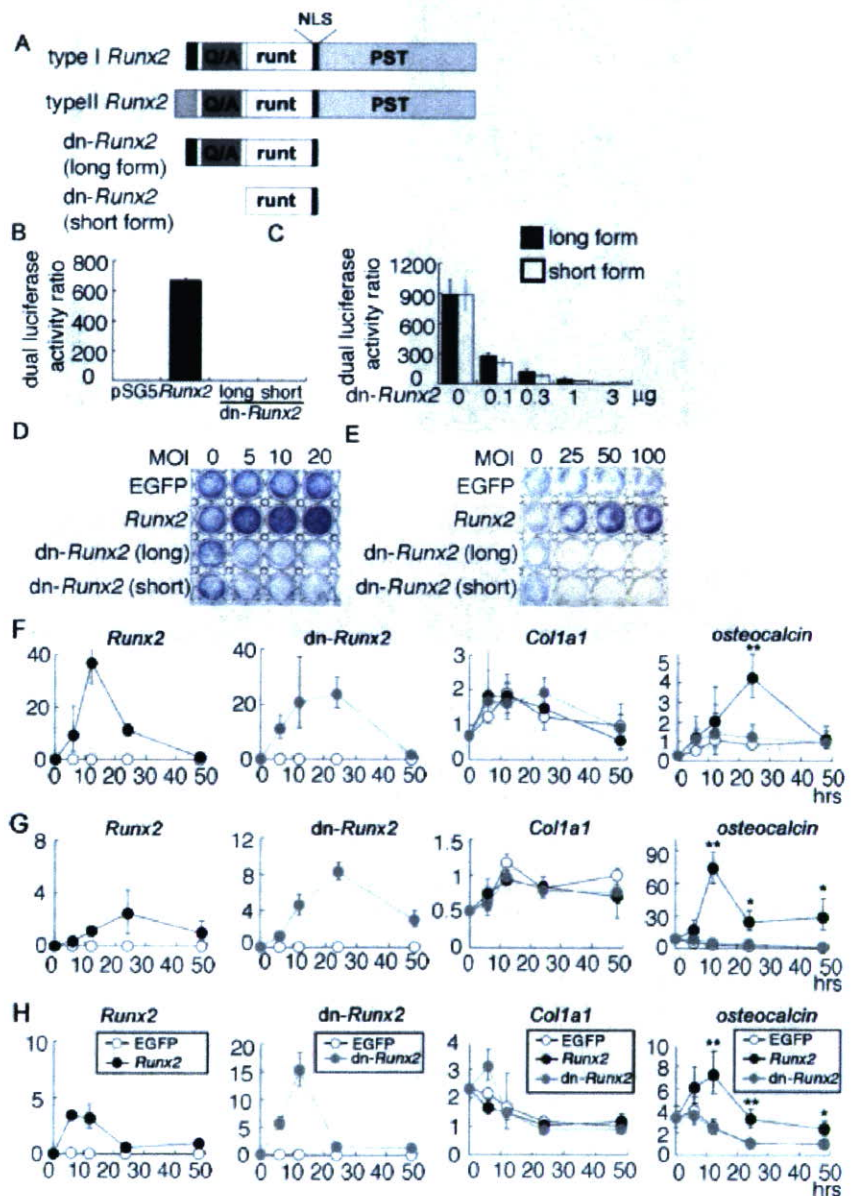 NLS
A
type I Runx2 Q/A runt PST
typeII Runx2 Q/A runt PST
dn-Runx2
(long form) Q/A runt
dn-Runx2
(short form) runt
B
dual luciferase
activity ratio
800
600
400
200
0
pSG5 Runx2 long short
dn-Runx2
C
long form
short form
dual luciferase
activity ratio
1200
900
600
300
0
dn-Runx2 0 0.1 0.3 1 3 μg
D
MOI 0 5 10 20
EGFP
Runx2
dn-Runx2 (long)
dn-Runx2 (short)
E
MOI 0 25 50 100
EGFP
Runx2
dn-Runx2 (long)
dn-Runx2 (short)
F
Runx2
40
20
0
0 10 20 30 40 50
dn-Runx2
40
20
0
0 10 20 30 40 50
Col1a1
3
2
1
0
0 10 20 30 40 50
osteocalcin
**
5
4
3
2
1
0
0 10 20 30 40 50
hrs
G
Runx2
8
4
0
0 10 20 30 40 50
dn-Runx2
12
8
4
0
0 10 20 30 40 50
Col1a1
1.5
1
0.5
0
0 10 20 30 40 50
osteocalcin
** * *
90
60
30
0
0 10 20 30 40 50
hrs
H
Runx2
EGFP
Runx2
10
5
0
0 10 20 30 40 50
dn-Runx2
EGFP
dn-Runx2
20
15
10
5
0
0 10 20 30 40 50
Col1a1
EGFP
Runx2
dn-Runx2
4
3
2
1
0
0 10 20 30 40 50
osteocalcin
EGFP
Runx2
dn-Runx2
** ** *
10
8
6
4
2
0
0 10 20 30 40 50
hrs